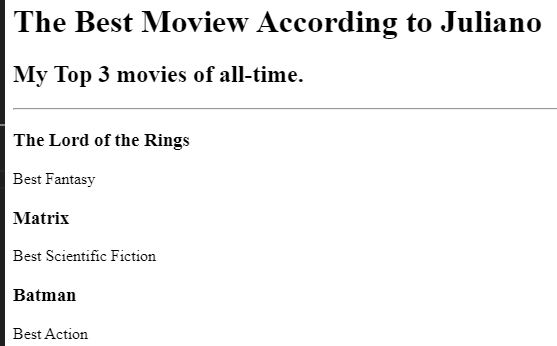 The Best Moview According to Juliano
My Top 3 movies of all-time.
The Lord of the Rings
Best Fantasy
Matrix
Best Scientific Fiction
Batman
Best Action